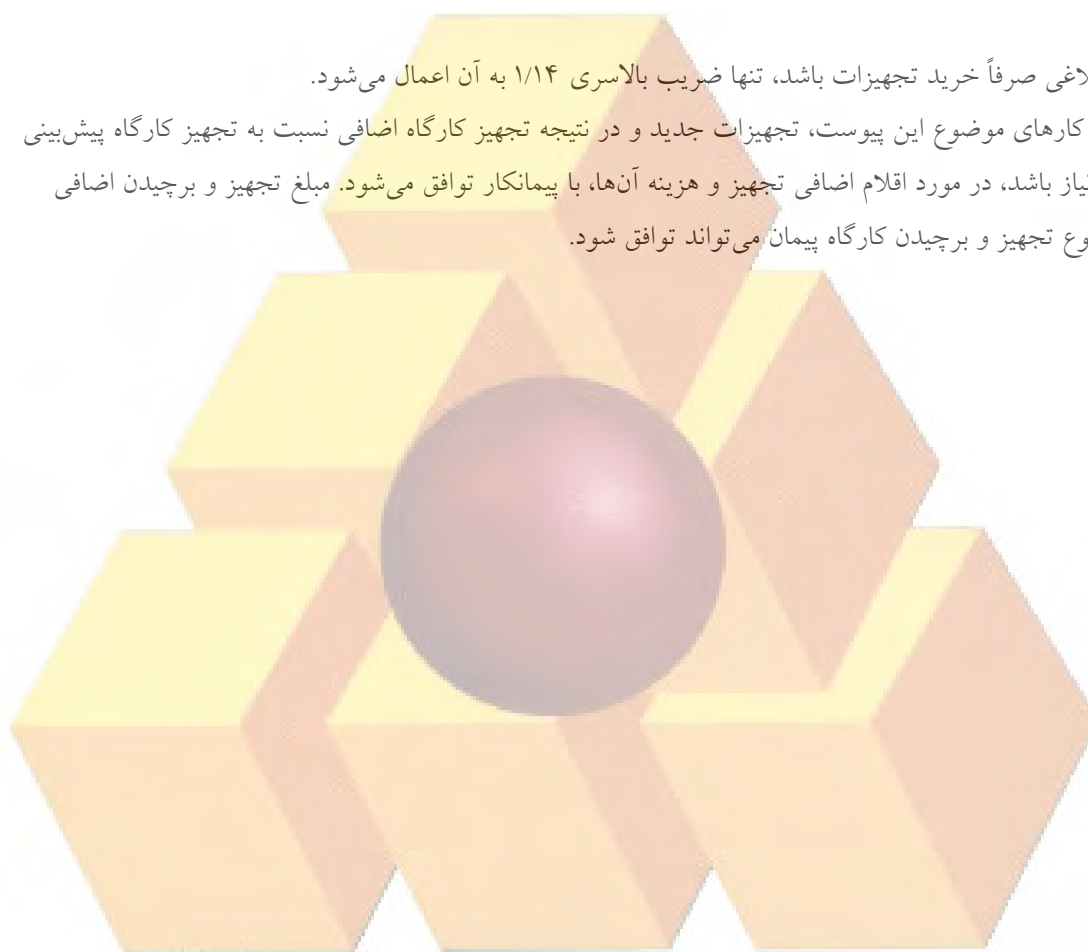 لاغی صرفاً خرید تجهیزات باشد، تنها ضریب بالاسری ۱/۱۴ به آن اعمال می‌شود.
کارهای موضوع این پیوست، تجهیزات جدید و در نتیجه تجهیز کارگاه اضافی نسبت به تجهیز کارگاه پیش‌بینی
نیاز باشد، در مورد اقلام اضافی تجهیز و هزینه آن‌ها، با پیمانکار توافق می‌شود. مبلغ تجهیز و برچیدن اضافی
وع تجهیز و برچیدن کارگاه پیمان می‌تواند توافق شود.